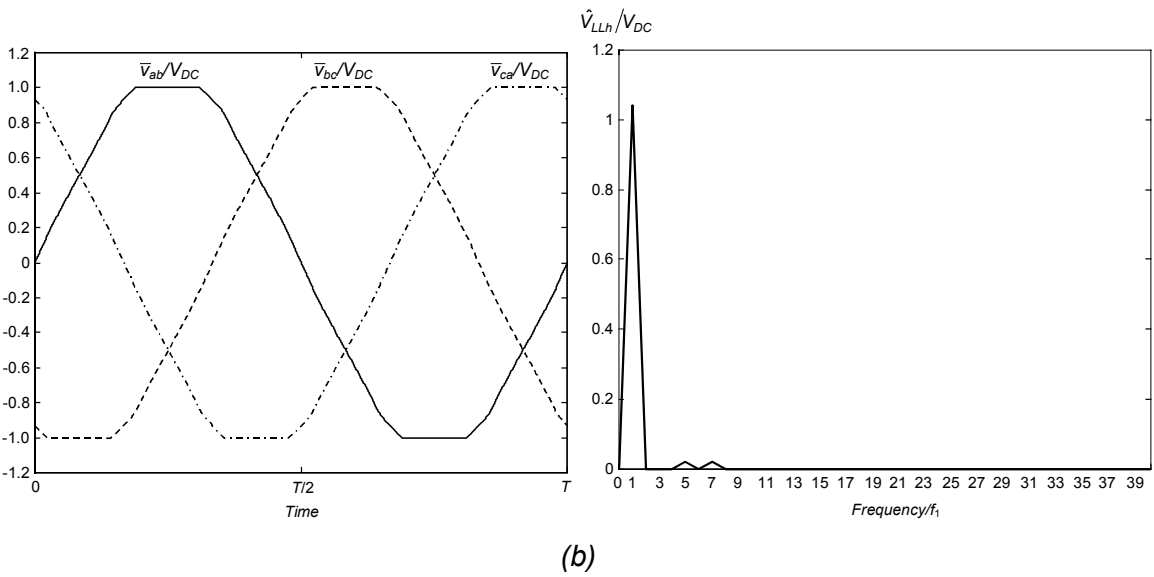 V̂LLh/VDC
1.2
1.0
0.8
0.6
0.4
0.2
0
-0.2
-0.4
-0.6
-0.8
-1.0
-1.2
v̅ab/VDC v̅bc/VDC v̅ca/VDC
0 T/2 T
Time
1.2
1
0.8
0.6
0.4
0.2
0
0 1 3 5 7 9 11 13 15 17 19 21 23 25 27 29 31 33 35 37 39
Frequency/f1
(b)